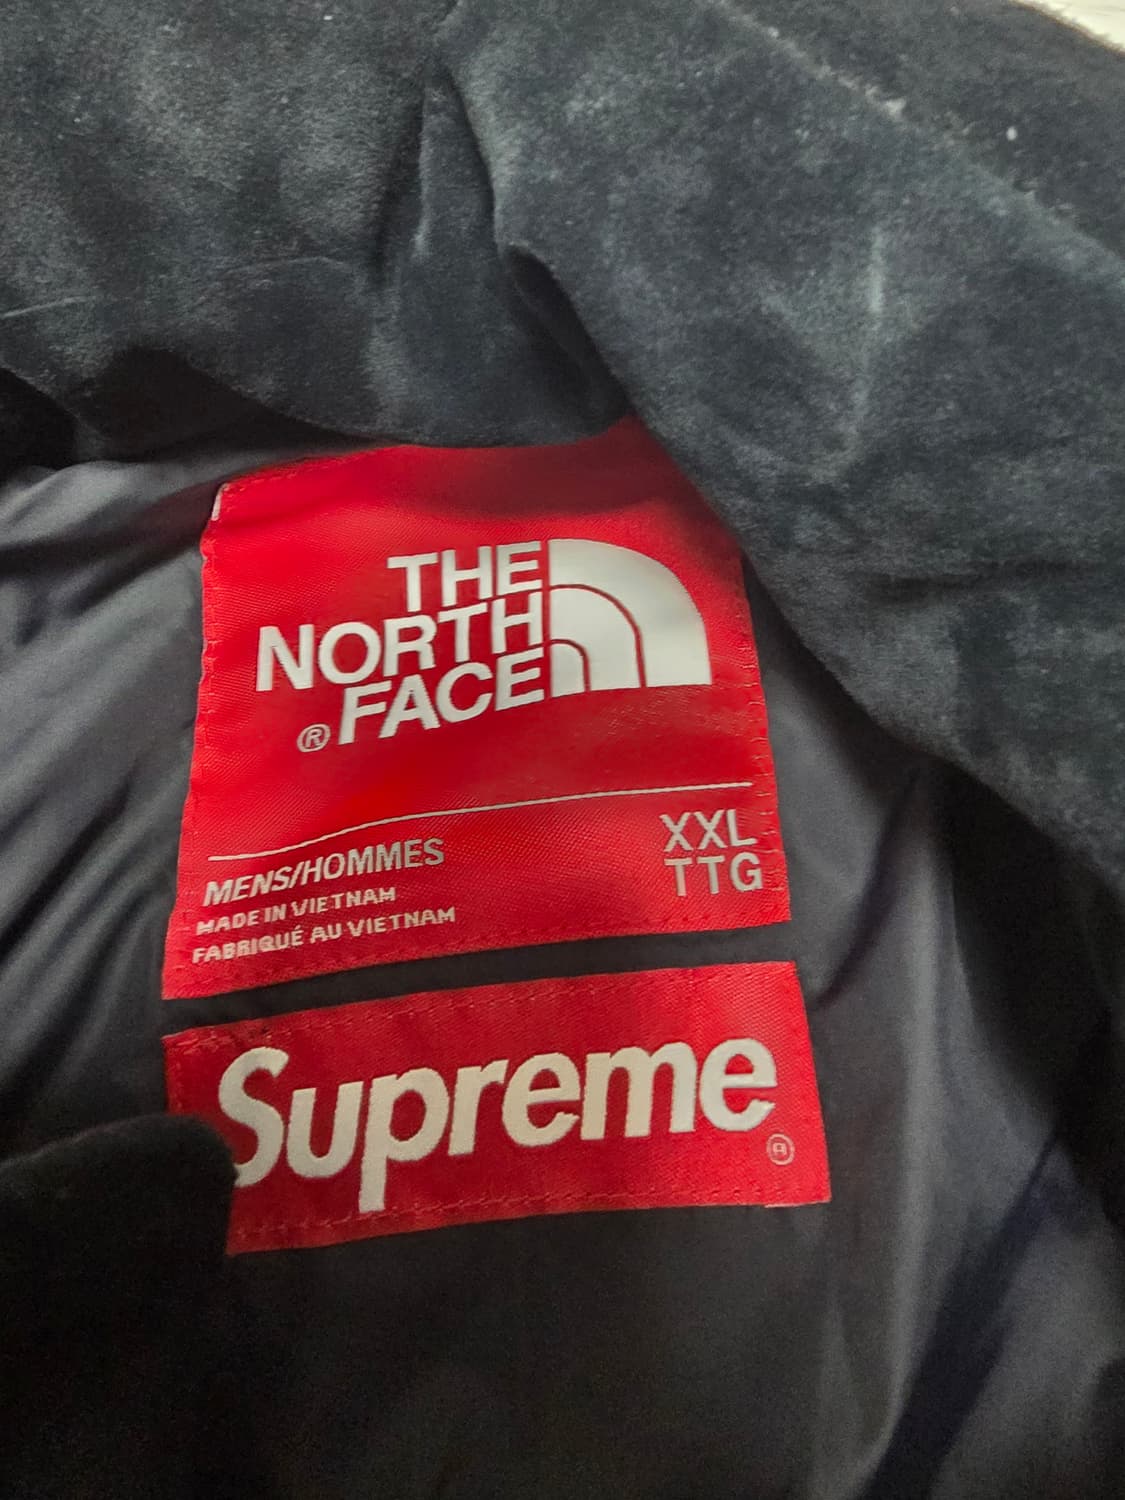 THE
NORTH
® FACE
MENS/HOMMES
MADE IN VIETNAM
FABRIQUÉ AU VIETNAM
XXL
TTG
Supreme
®